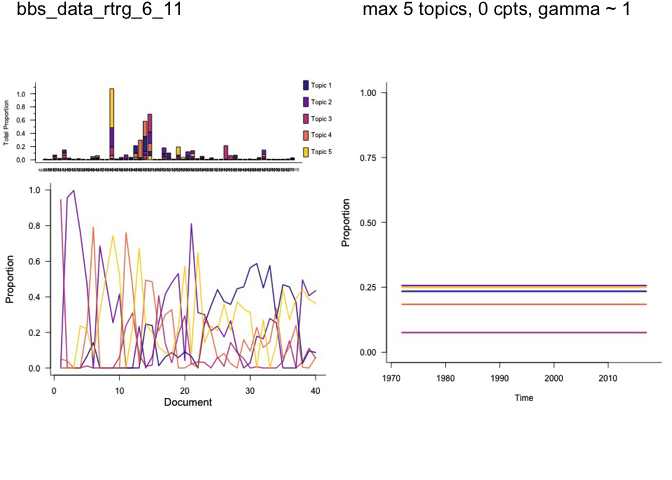 bbs_data_rtrg_6_11
max 5 topics, 0 cpts, gamma ~ 1
Total Proportion
1.0
0.8
0.6
0.4
0.2
0.0
Topic 1
Topic 2
Topic 3
Topic 4
Topic 5
Proportion
1.0
0.8
0.6
0.4
0.2
0.0
0 10 20 30 40
Document
Proportion
1.00
0.75
0.50
0.25
0.00
1970 1980 1990 2000 2010
Time